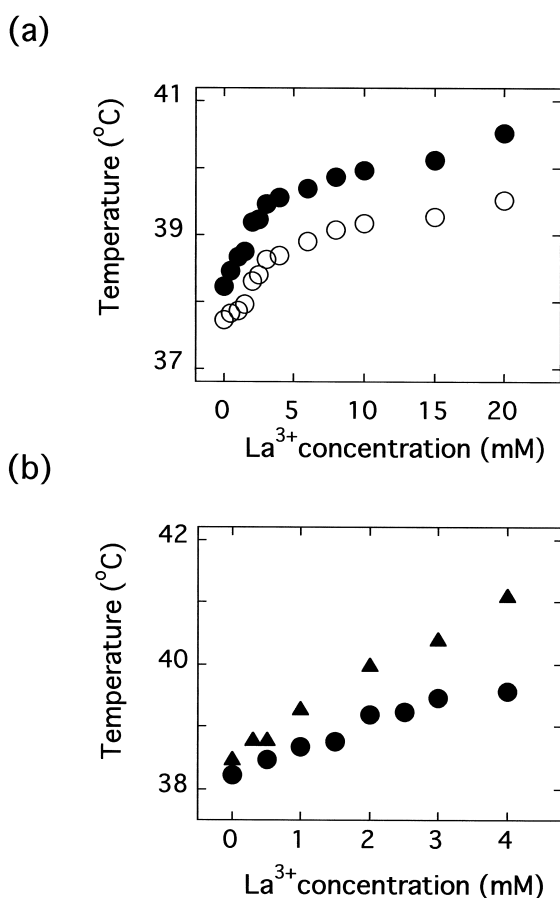 (a)
41
39
37
Temperature (°C)
0 5 10 15 20
La³⁺concentration (mM)
(b)
42
40
38
Temperature (°C)
0 1 2 3 4
La³⁺concentration (mM)